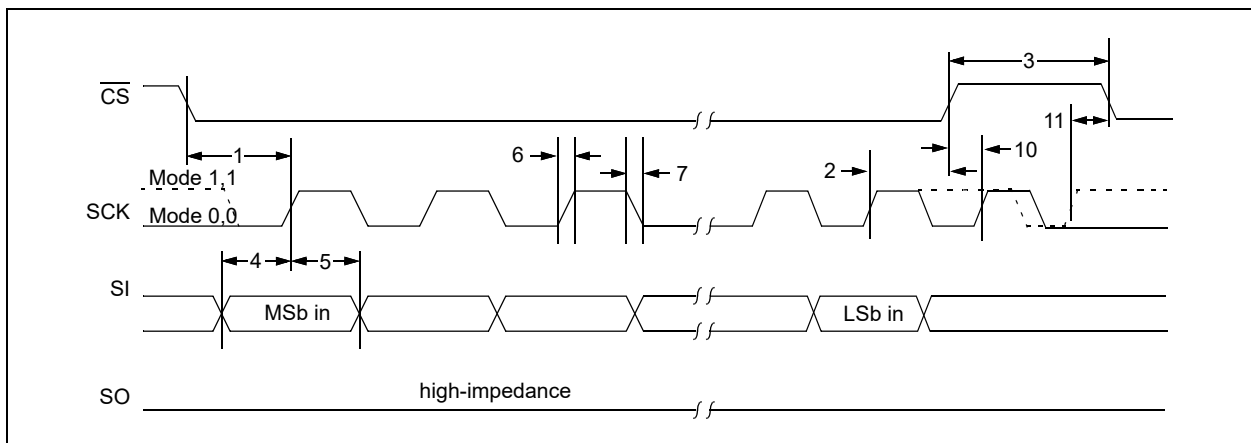 3
CS
11
1
6
7
2
10
Mode 1,1
SCK
Mode 0,0
4
5
SI
MSb in
LSb in
SO
high-impedance